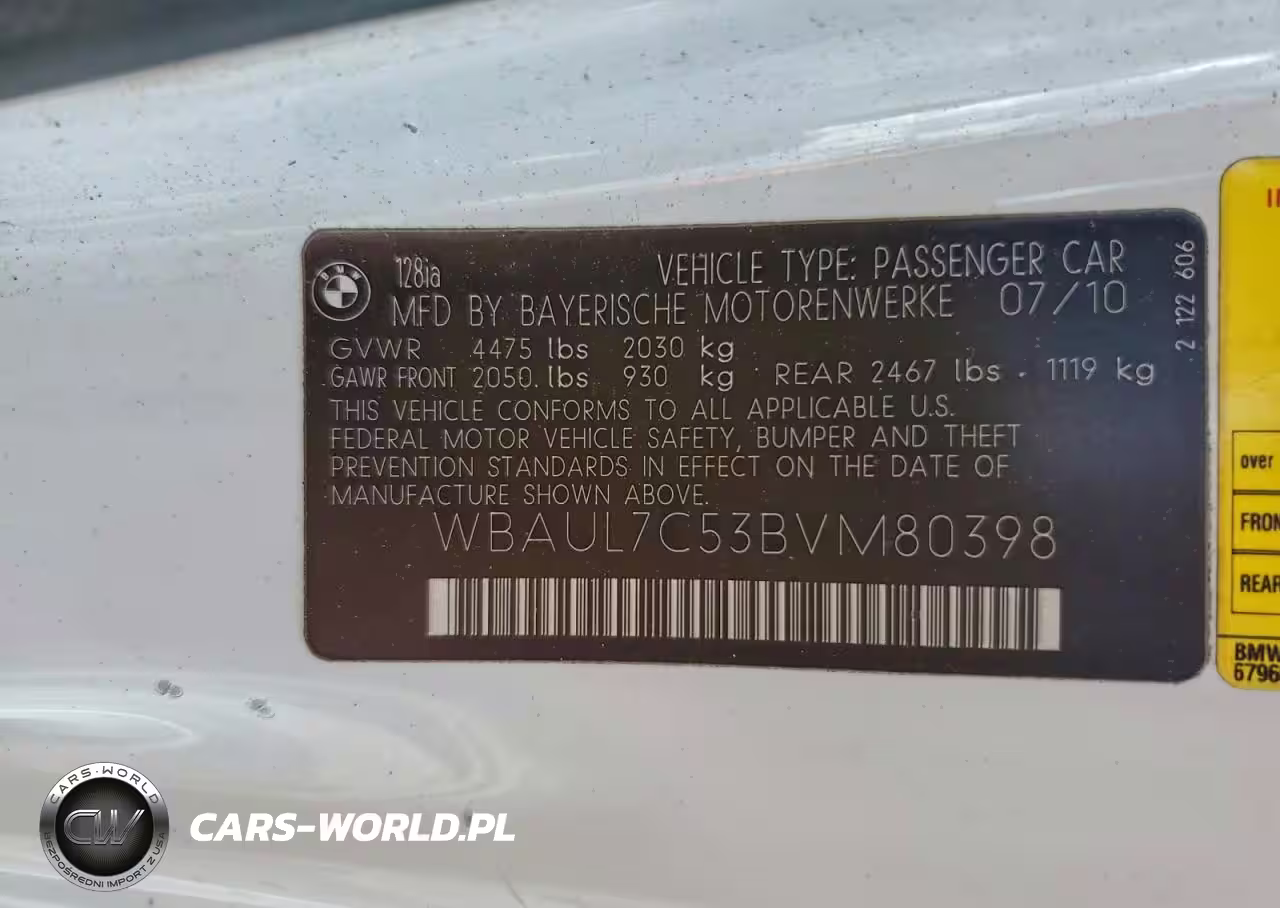 BMW
128ia
VEHICLE TYPE: PASSENGER CAR
MFD BY BAYERISCHE MOTORENWERKE 07/10
2 122 606
GVWR 4475 lbs 2030 kg
GAWR FRONT 2050. lbs 930 kg · REAR 2467 lbs · 1119 kg
THIS VEHICLE CONFORMS TO ALL APPLICABLE U.S.
FEDERAL MOTOR VEHICLE SAFETY, BUMPER AND THEFT
PREVENTION STANDARDS IN EFFECT ON THE DATE OF
MANUFACTURE SHOWN ABOVE.
WBAUL7C53BVM80398
over
FRON
REAR
BMW
6796
CARS-WORLD
CW
BEZPOŚREDNI IMPORT Z USA
CARS-WORLD.PL